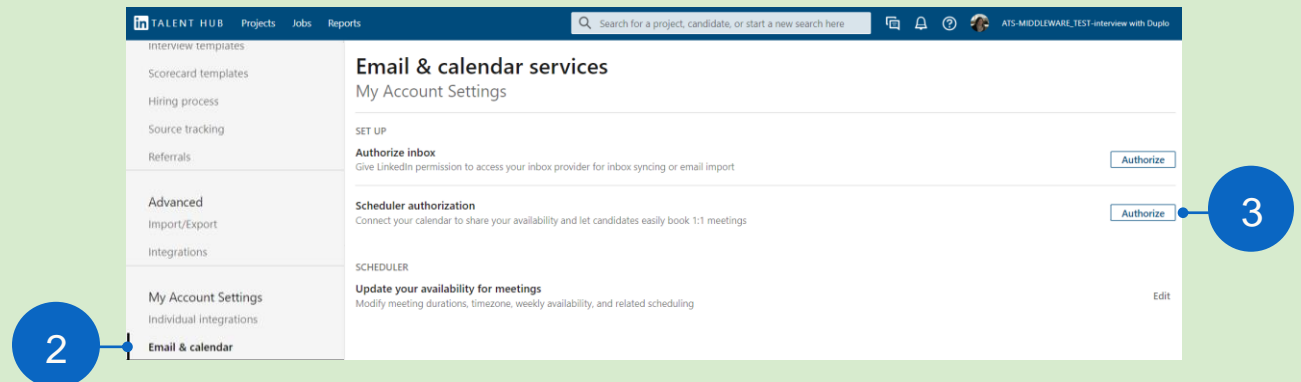 in TALENT HUB Projects Jobs Reports Search for a project, candidate, or start a new search here ATS-MIDDLEWARE_TEST-interview with Duplo
Interview templates
Scorecard templates
Hiring process
Source tracking
Referrals
Advanced
Import/Export
Integrations
My Account Settings
Individual integrations
Email & calendar
2
Email & calendar services
My Account Settings
SET UP
Authorize inbox
Give LinkedIn permission to access your inbox provider for inbox syncing or email import
Authorize
Scheduler authorization
Connect your calendar to share your availability and let candidates easily book 1:1 meetings
Authorize
3
SCHEDULER
Update your availability for meetings
Modify meeting durations, timezone, weekly availability, and related scheduling
Edit